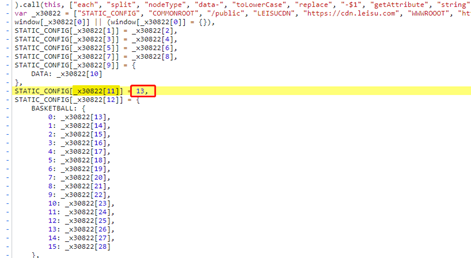 ).call(this, ["each", "split", "nodeType", "data-", "toLowerCase", "replace", "-$1", "getAttribute", "string"
var _x30822 = ["STATIC_CONFIG", "COMMONROOT", "/public", "LEISUCDN", "https://cdn.leisu.com", "WWWROOOT",
window[_x30822[0]] || (window[_x30822[0]] = {}),
STATIC_CONFIG[_x30822[1]] = _x30822[2],
STATIC_CONFIG[_x30822[3]] = _x30822[4],
STATIC_CONFIG[_x30822[5]] = _x30822[6],
STATIC_CONFIG[_x30822[7]] = _x30822[8],
STATIC_CONFIG[_x30822[9]] = {
DATA: _x30822[10]
},
STATIC_CONFIG[_x30822[11]] = 13,
STATIC_CONFIG[_x30822[12]] = {
BASKETBALL: {
0: _x30822[13],
1: _x30822[14],
2: _x30822[15],
3: _x30822[16],
4: _x30822[17],
5: _x30822[18],
6: _x30822[19],
7: _x30822[20],
8: _x30822[21],
9: _x30822[22],
10: _x30822[23],
11: _x30822[24],
12: _x30822[25],
13: _x30822[26],
14: _x30822[27],
15: _x30822[28]
},